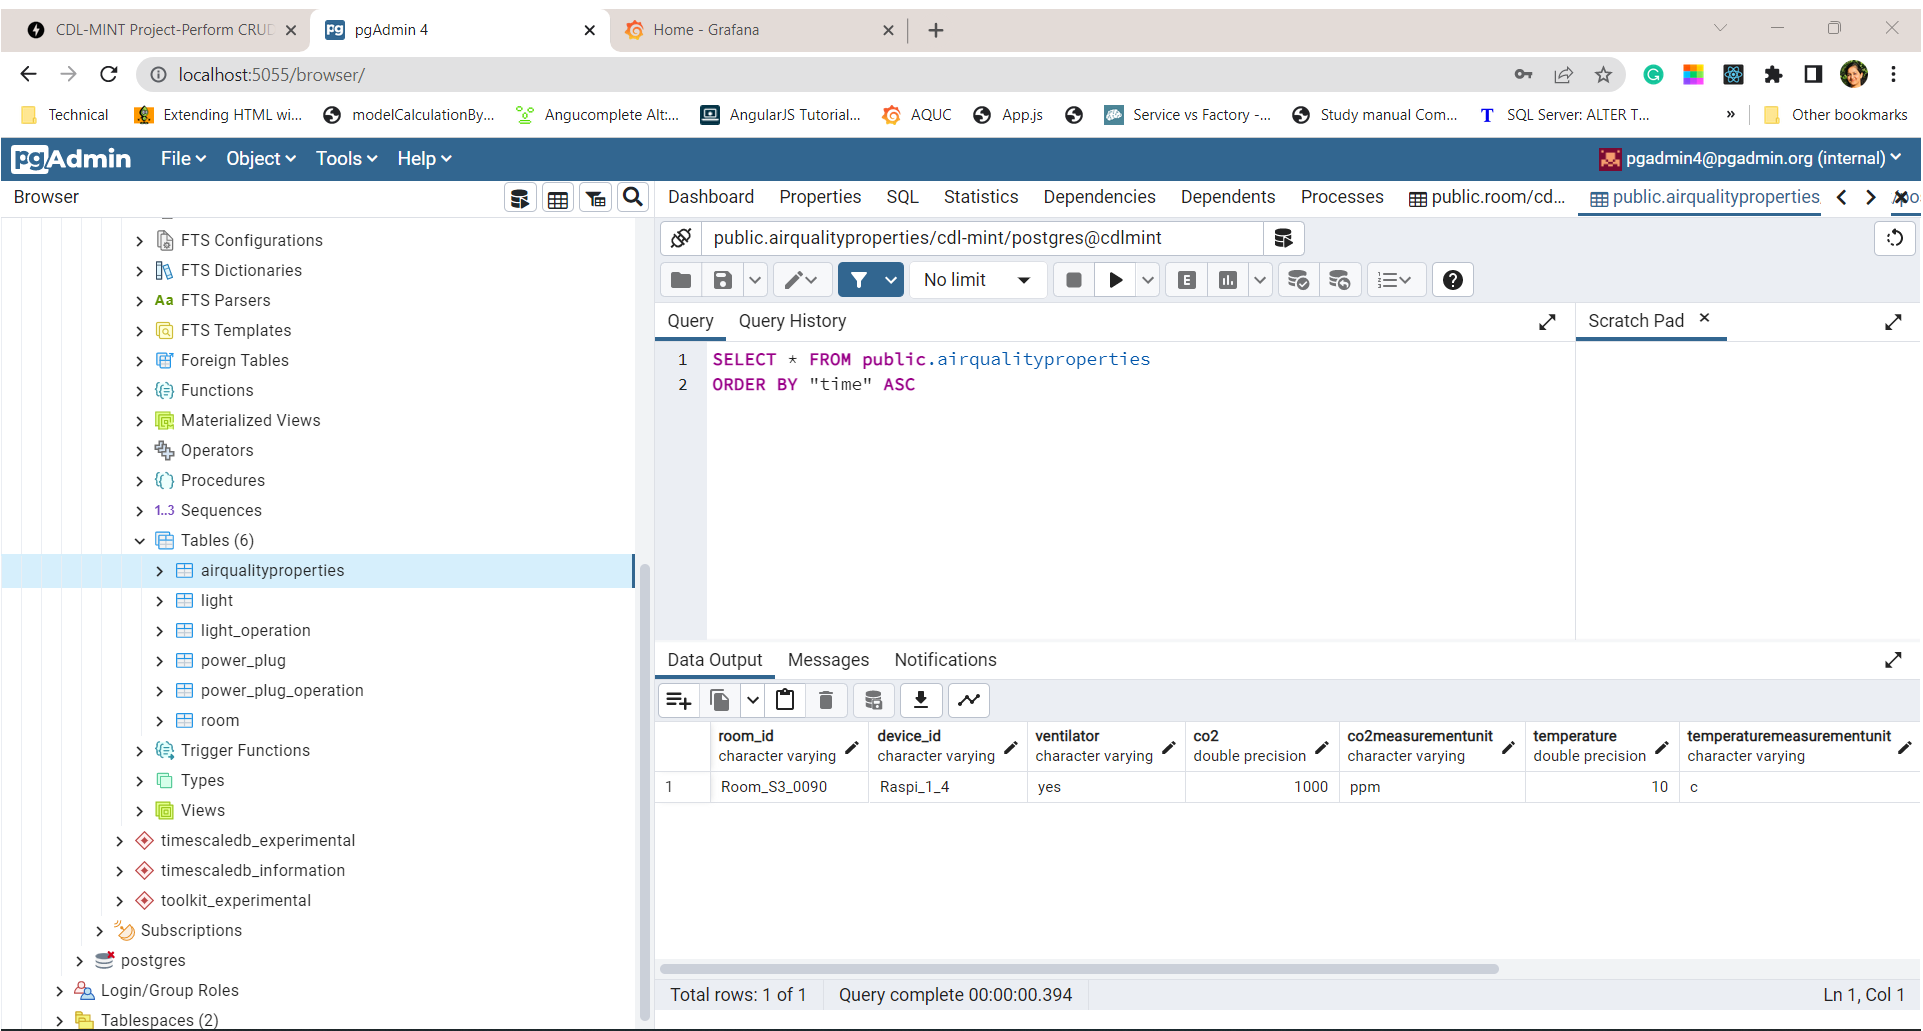 CDL-MINT Project-Perform CRUD
pgAdmin 4
Home - Grafana
localhost:5055/browser/
Technical
Extending HTML wi...
modelCalculationBy...
Angucomplete Alt:...
AngularJS Tutorial...
AQUC
App.js
Service vs Factory -...
Study manual Com...
SQL Server: ALTER T...
»
Other bookmarks
pgAdmin
File
Object
Tools
Help
pgadmin4@pgadmin.org (internal)
Browser
Dashboard
Properties
SQL
Statistics
Dependencies
Dependents
Processes
public.room/cd...
public.airqualityproperties
FTS Configurations
FTS Dictionaries
Aa FTS Parsers
FTS Templates
Foreign Tables
Functions
Materialized Views
Operators
Procedures
1..3 Sequences
Tables (6)
airqualityproperties
light
light_operation
power_plug
power_plug_operation
room
Trigger Functions
Types
Views
timescaledb_experimental
timescaledb_information
toolkit_experimental
Subscriptions
postgres
Login/Group Roles
Tablespaces (2)
public.airqualityproperties/cdl-mint/postgres@cdlmint
No limit
E
Query
Query History
Scratch Pad
1 SELECT * FROM public.airqualityproperties
2 ORDER BY "time" ASC
Data Output
Messages
Notifications
room_id
character varying
device_id
character varying
ventilator
character varying
co2
double precision
co2measurementunit
character varying
temperature
double precision
temperaturemeasurementunit
character varying
1 Room_S3_0090 Raspi_1_4 yes 1000 ppm 10 c
Total rows: 1 of 1
Query complete 00:00:00.394
Ln 1, Col 1